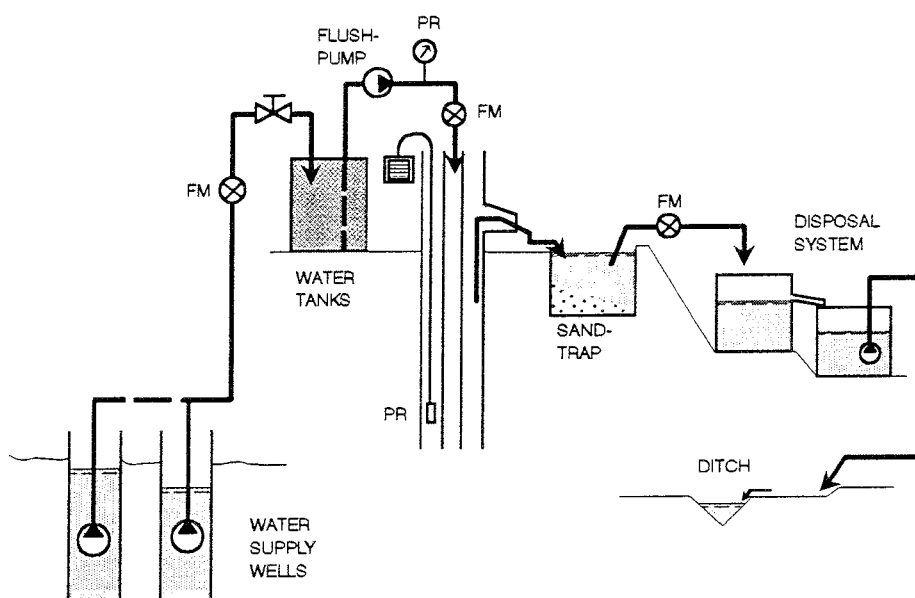 PR
FLUSH-
PUMP
FM
FM
FM
DISPOSAL
SYSTEM
WATER
TANKS
SAND-
TRAP
PR
DITCH
WATER
SUPPLY
WELLS